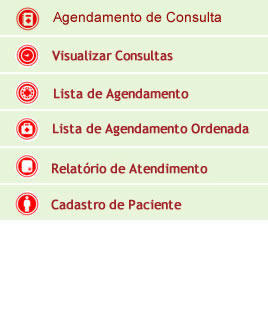 Agendamento de Consulta
Visualizar Consultas
Lista de Agendamento
Lista de Agendamento Ordenada
Relatório de Atendimento
Cadastro de Paciente